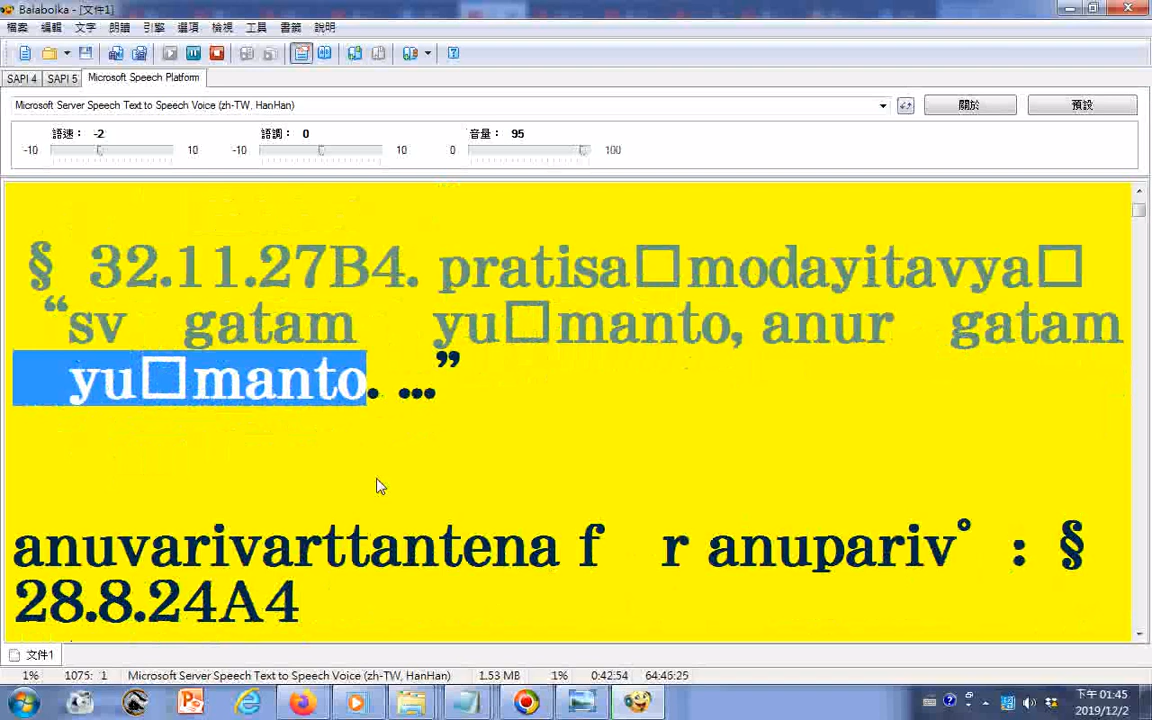 Balabolka - [文件1]
檔案 編輯 文字 朗讀 引擎 選項 檢視 工具 書籤 說明
SAPI 4 SAPI 5 Microsoft Speech Platform
Microsoft Server Speech Text to Speech Voice (zh-TW, HanHan) 關於 預設
語速： -2 語調： 0 音量： 95
-10 10 -10 10 0 100
§ 32.11.27B4. pratisa□modayitavya□
“sv gatam yu□manto, anur gatam
yu□manto. ...”
anuvarivarttantena f r anupariv° : §
28.8.24A4
文件1
1% 1075: 1 Microsoft Server Speech Text to Speech Voice (zh-TW, HanHan) 1.53 MB 1% 0:42:54 64:46:25
下午 01:45
2019/12/2